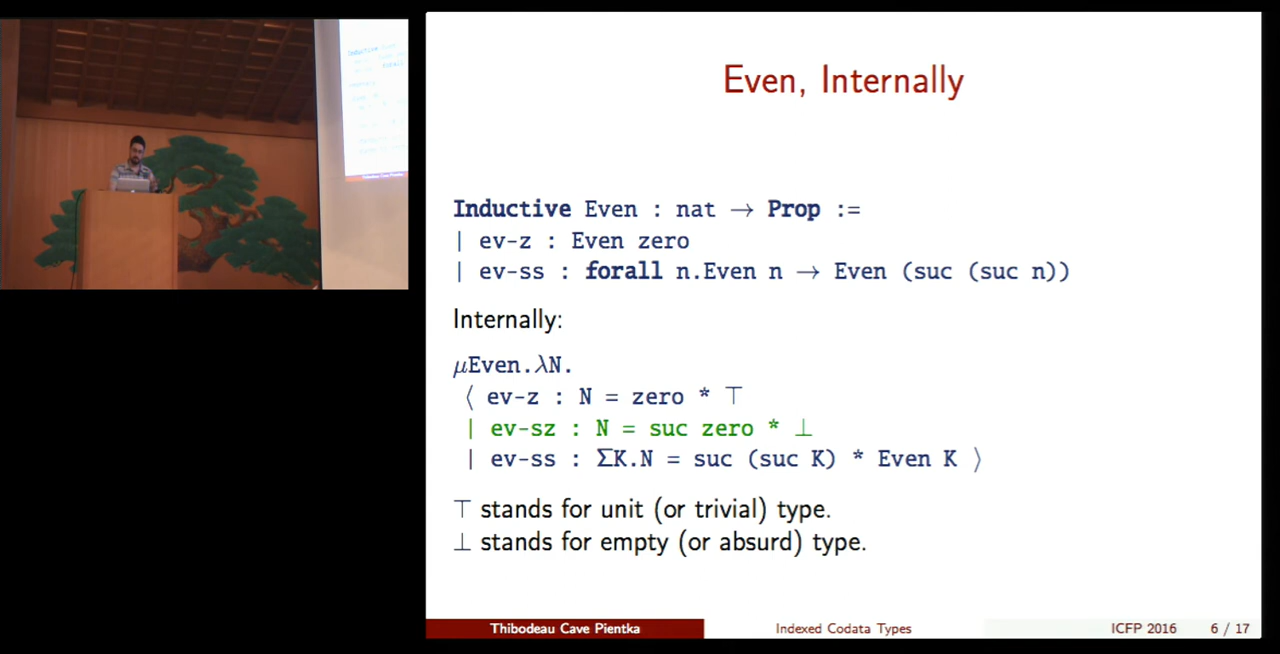 Even, Internally
Inductive Even : nat → Prop :=
| ev-z : Even zero
| ev-ss : forall n.Even n → Even (suc (suc n))
Internally:
μEven.λN.
⟨ ev-z : N = zero * ⊤
| ev-sz : N = suc zero * ⊥
| ev-ss : ΣK.N = suc (suc K) * Even K ⟩
⊤ stands for unit (or trivial) type.
⊥ stands for empty (or absurd) type.
Thibodeau Cave Pientka Indexed Codata Types ICFP 2016 6 / 17